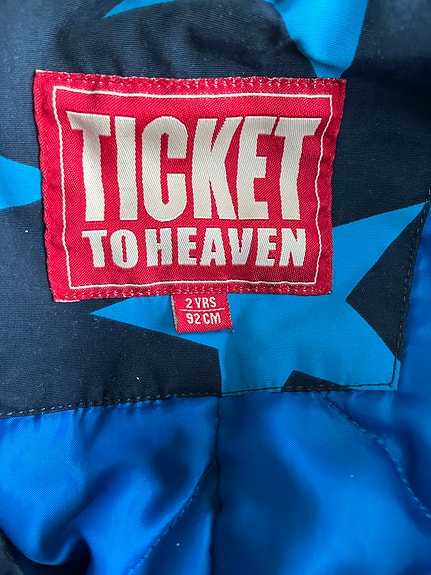 TICKET
TO HEAVEN
2 YRS
92 CM